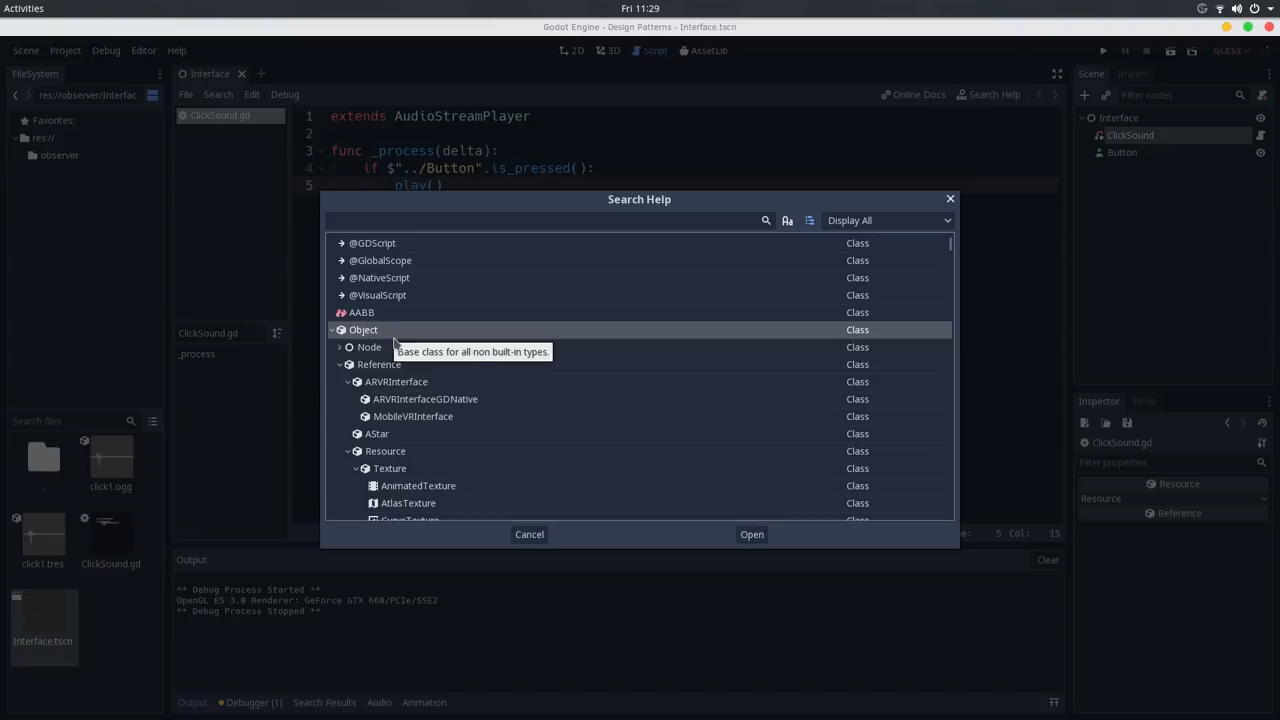 Activities
Fri 11:29
Godot Engine - Design Patterns - Interface.tscn
Scene Project Debug Editor Help
2D 3D Script AssetLib
GLES3
FileSystem
res://observer/Interfac
Favorites:
res://
observer
Search files
..
click1.ogg
click1.tres
ClickSound.gd
Interface.tscn
Interface
File Search Edit Debug
Online Docs Search Help
ClickSound.gd
ClickSound.gd
_process
1 extends AudioStreamPlayer
2
3 func _process(delta):
4 if $"../Button".is_pressed():
5 play()
Search Help
Display All
@GDScript Class
@GlobalScope Class
@NativeScript Class
@VisualScript Class
AABB Class
Object Class
Node Class
Base class for all non built-in types.
Reference Class
ARVRInterface Class
ARVRInterfaceGDNative Class
MobileVRInterface Class
AStar Class
Resource Class
Texture Class
AnimatedTexture Class
AtlasTexture Class
Cancel Open
5 Col: 15
Output:
Clear
** Debug Process Started **
OpenGL ES 3.0 Renderer: GeForce GTX 660/PCIe/SSE2
** Debug Process Stopped **
Output Debugger (1) Search Results Audio Animation
Scene Import
Filter nodes
Interface
ClickSound
Button
Inspector Node
ClickSound.gd
Filter properties
Resource
Resource
Reference